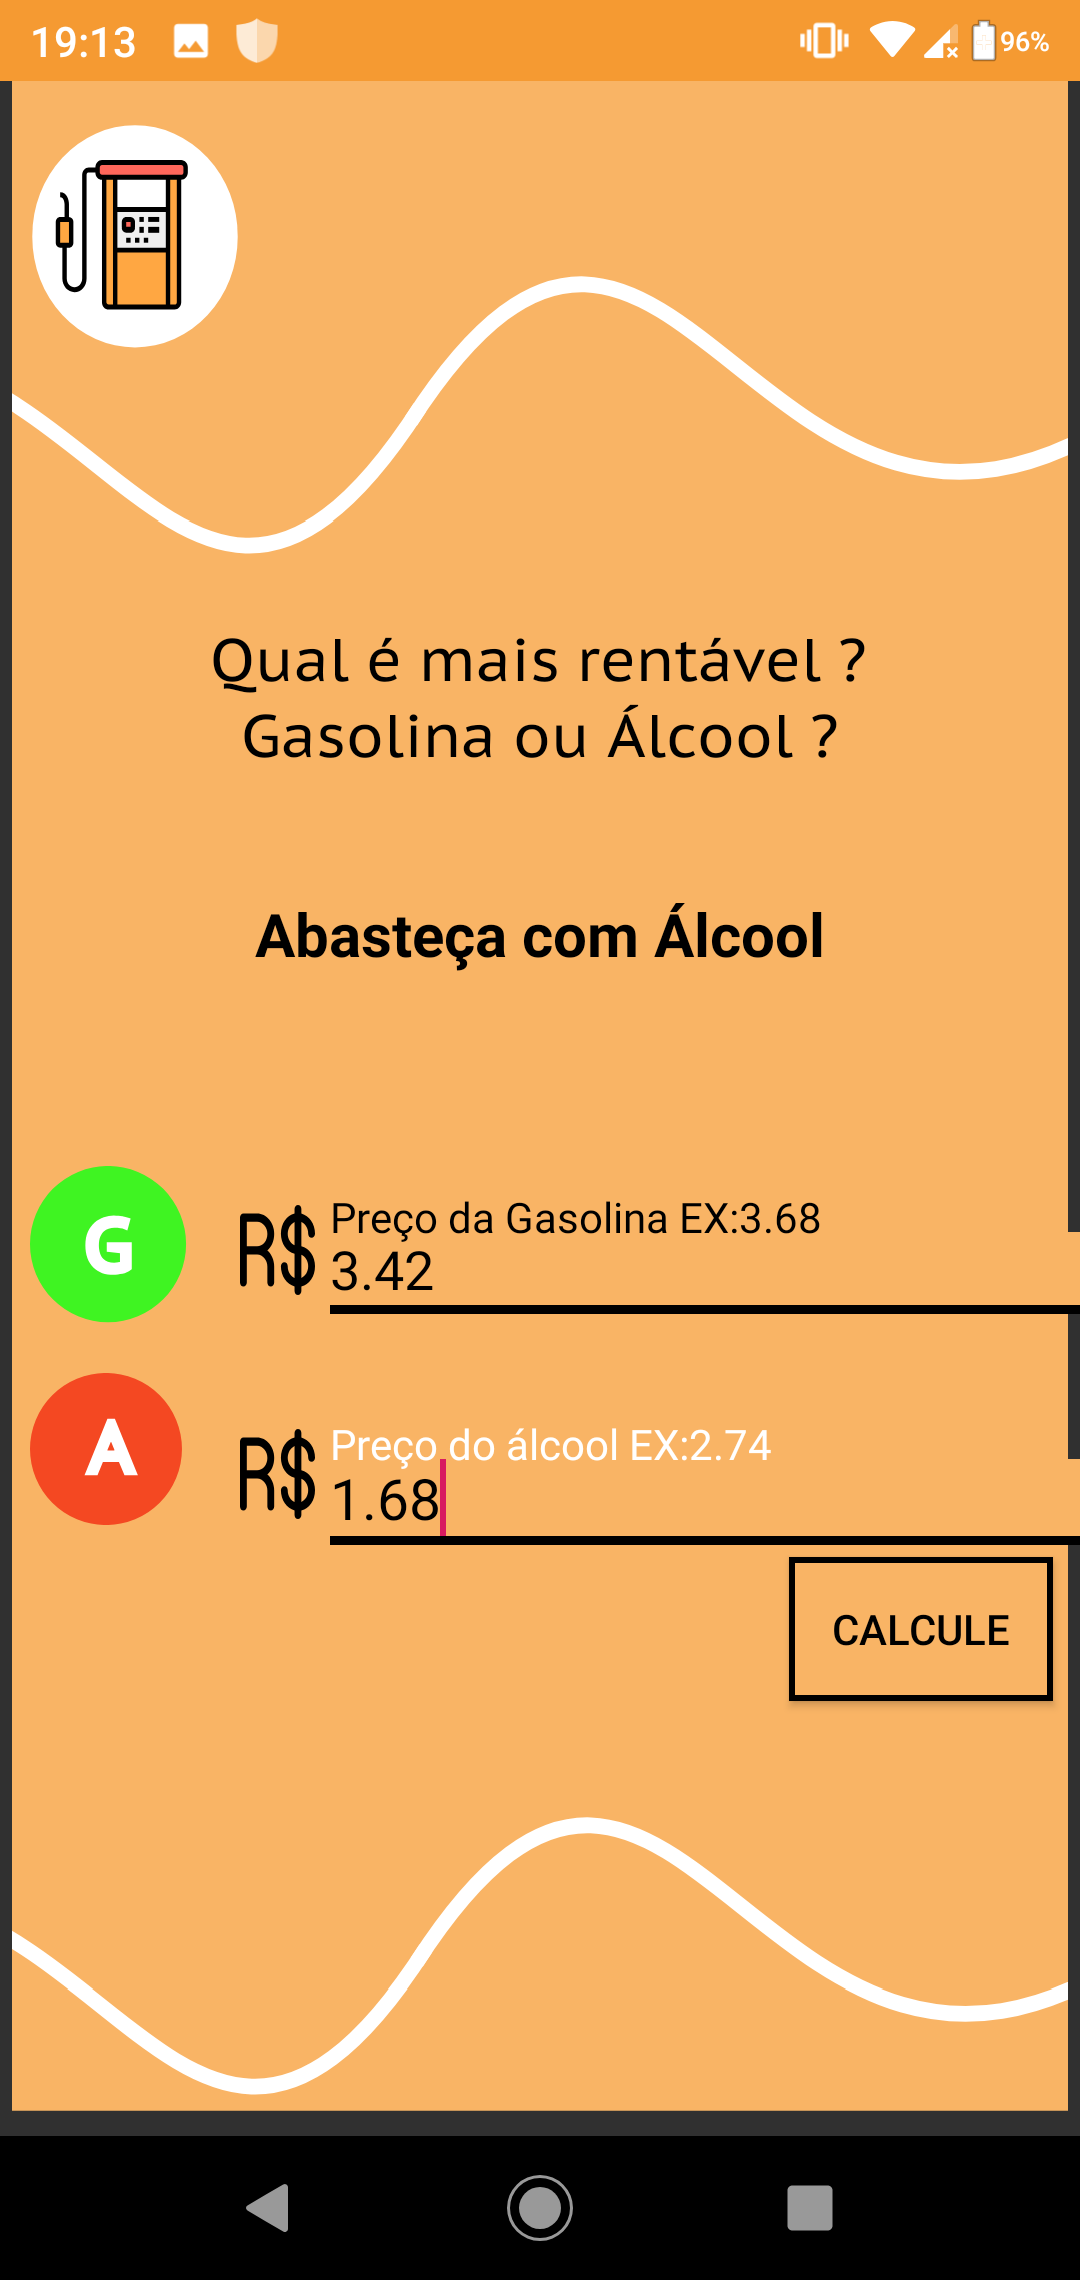 19:13
96%
Qual é mais rentável ?
Gasolina ou Álcool ?
Abasteça com Álcool
G
R$
Preço da Gasolina EX:3.68
3.42
A
R$
Preço do álcool EX:2.74
1.68
CALCULE